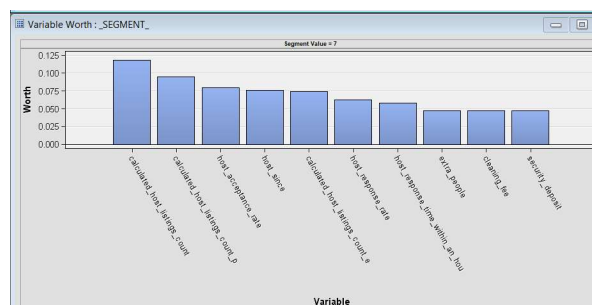 Variable Worth : _SEGMENT_
Segment Value = 7
Worth
0.125
0.100
0.075
0.050
0.025
0.000
calculated_host_listings_count
calculated_host_listings_count_p
host_acceptance_rate
host_since
calculated_host_listings_count_e
host_response_rate
host_response_time_within_an_hou
extra_people
cleaning_fee
security_deposit
Variable